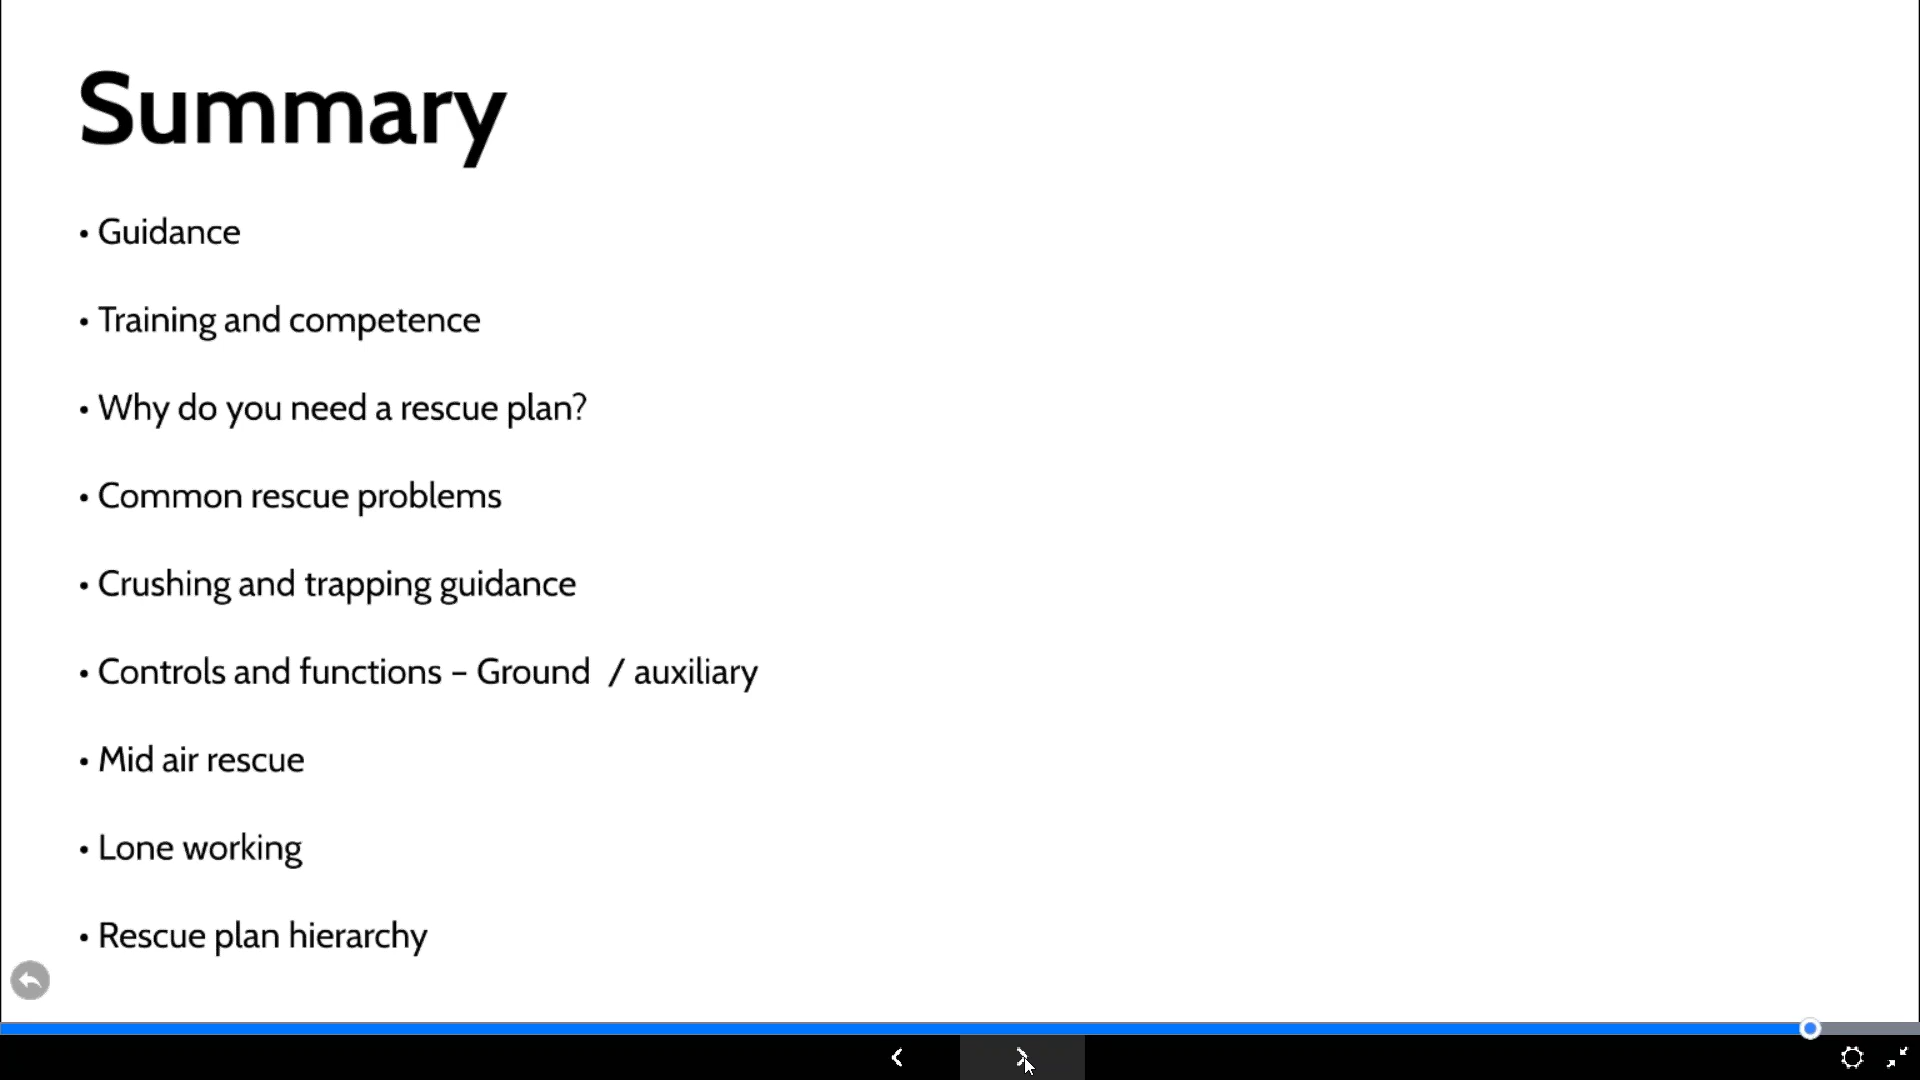 Summary
• Guidance
• Training and competence
• Why do you need a rescue plan?
• Common rescue problems
• Crushing and trapping guidance
• Controls and functions – Ground  / auxiliary
• Mid air rescue
• Lone working
• Rescue plan hierarchy